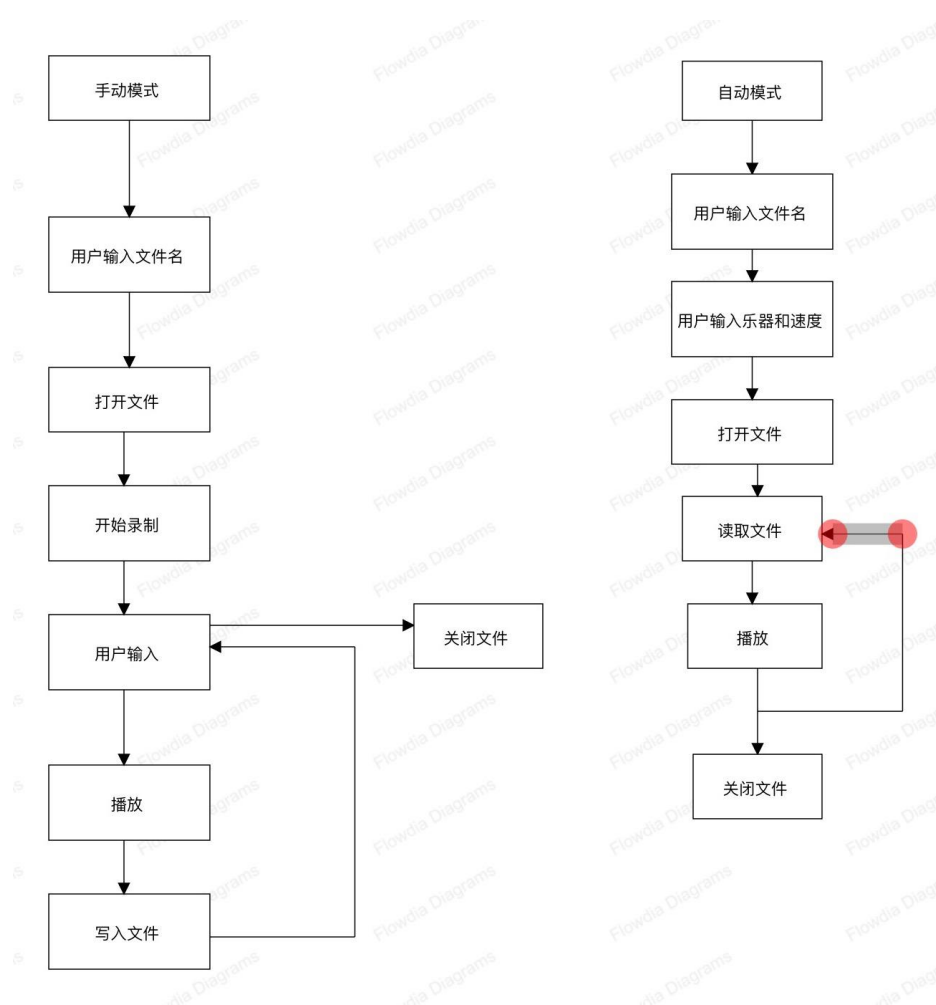 手动模式
用户输入文件名
打开文件
开始录制
用户输入
关闭文件
播放
写入文件
自动模式
用户输入文件名
用户输入乐器和速度
打开文件
读取文件
播放
关闭文件
Flowdia Diagrams